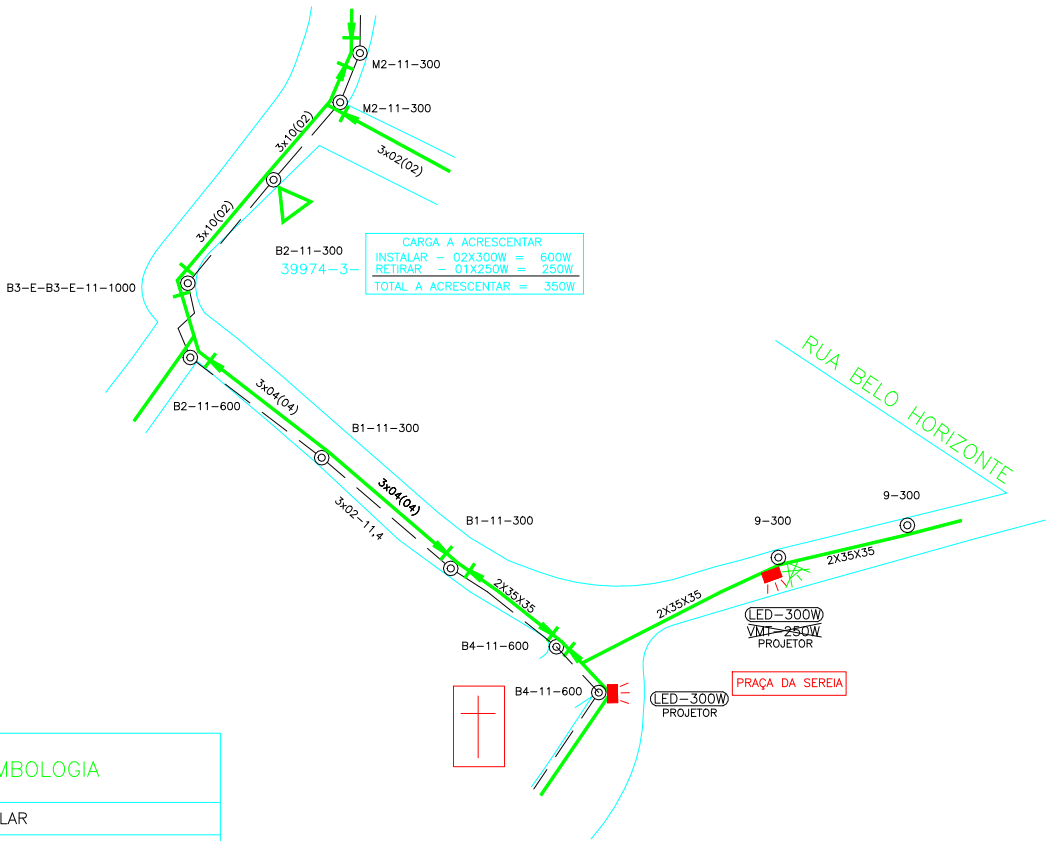 M2-11-300
M2-11-300
3x10(02)
3x02(02)
3x10(02)
B2-11-300
39974-3-
CARGA A ACRESCENTAR
INSTALAR - 02X300W = 600W
RETIRAR - 01X250W = 250W
TOTAL A ACRESCENTAR = 350W
B3-E-B3-E-11-1000
RUA BELO HORIZONTE
3x04(04)
B2-11-600
B1-11-300
3x04(04)
3x02-11,4
B1-11-300
9-300
9-300
2X35X35
2X35X35
2X35X35
LED-300W
VMT-250W
PROJETOR
B4-11-600
PRAÇA DA SEREIA
B4-11-600
LED-300W
PROJETOR
MBOLOGIA
LAR